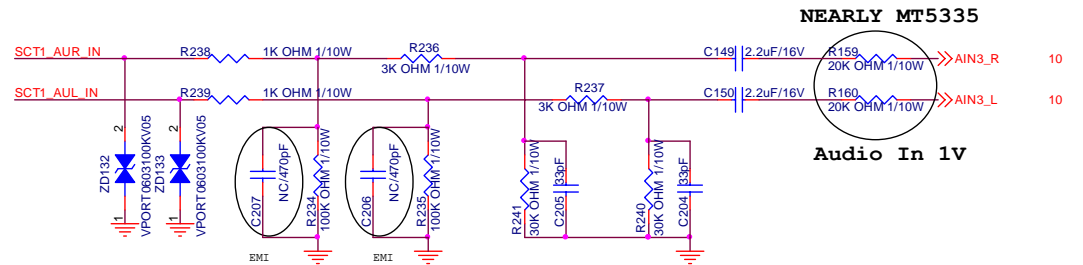 NEARLY MT5335
SCT1_AUR_IN
R238
1K OHM 1/10W
R236
3K OHM 1/10W
C149
2.2uF/16V
R159
20K OHM 1/10W
AIN3_R
10
SCT1_AUL_IN
R239
1K OHM 1/10W
R237
3K OHM 1/10W
C150
2.2uF/16V
R160
20K OHM 1/10W
AIN3_L
10
Audio In 1V
2
1
ZD132
VPORT0603100KV05
2
1
ZD133
VPORT0603100KV05
C207
NC/470pF
R234
100K OHM 1/10W
C206
NC/470pF
R235
100K OHM 1/10W
R241
30K OHM 1/10W
C205
33pF
R240
30K OHM 1/10W
C204
33pF
EMI
EMI